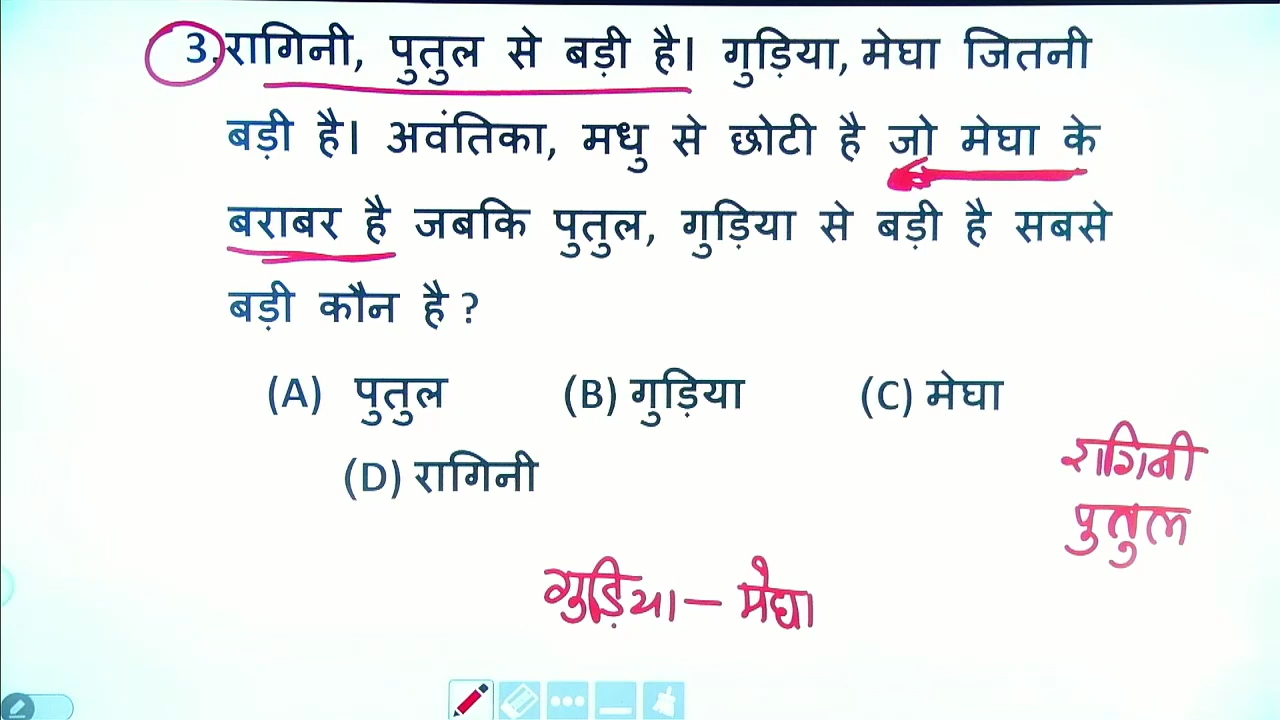 3. रागिनी, पुतुल से बड़ी है। गुड़िया, मेघा जितनी
बड़ी है। अवंतिका, मधु से छोटी है जो मेघा के
बराबर है जबकि पुतुल, गुड़िया से बड़ी है सबसे
बड़ी कौन है ?
(A) पुतुल (B) गुड़िया (C) मेघा
(D) रागिनी
रागिनी
पुतुल
गुड़िया – मेघा